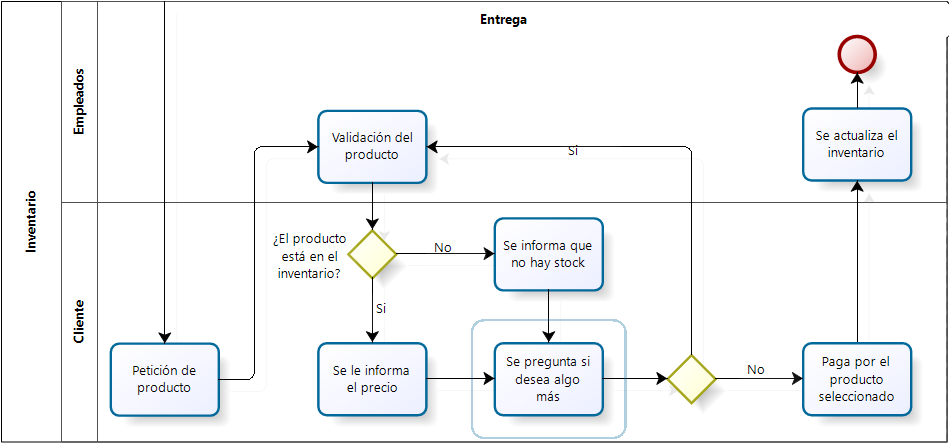 Entrega
Inventario
Empleados
Validación del
producto
Se actualiza el
inventario
Si
Cliente
¿El producto
está en el
inventario?
No
Se informa que
no hay stock
Si
Petición de
producto
Se le informa
el precio
Se pregunta si
desea algo
más
No
Paga por el
producto
seleccionado